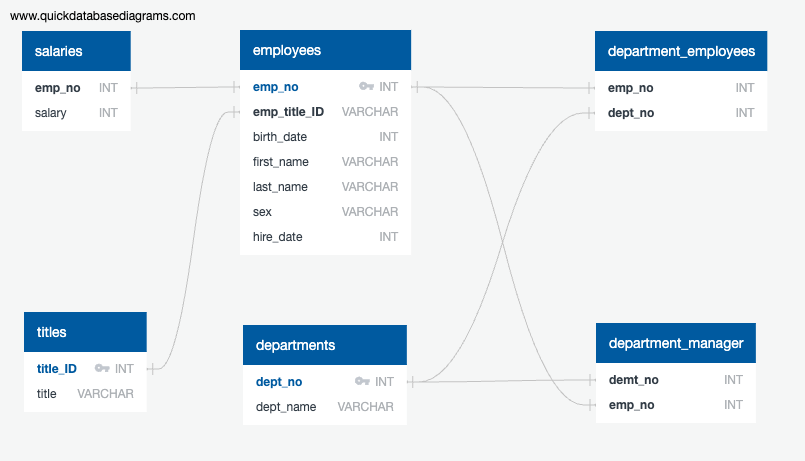 www.quickdatabasediagrams.com
salaries
emp_no INT
salary INT
employees
emp_no INT
emp_title_ID VARCHAR
birth_date INT
first_name VARCHAR
last_name VARCHAR
sex VARCHAR
hire_date INT
department_employees
emp_no INT
dept_no INT
titles
title_ID INT
title VARCHAR
departments
dept_no INT
dept_name VARCHAR
department_manager
demt_no INT
emp_no INT